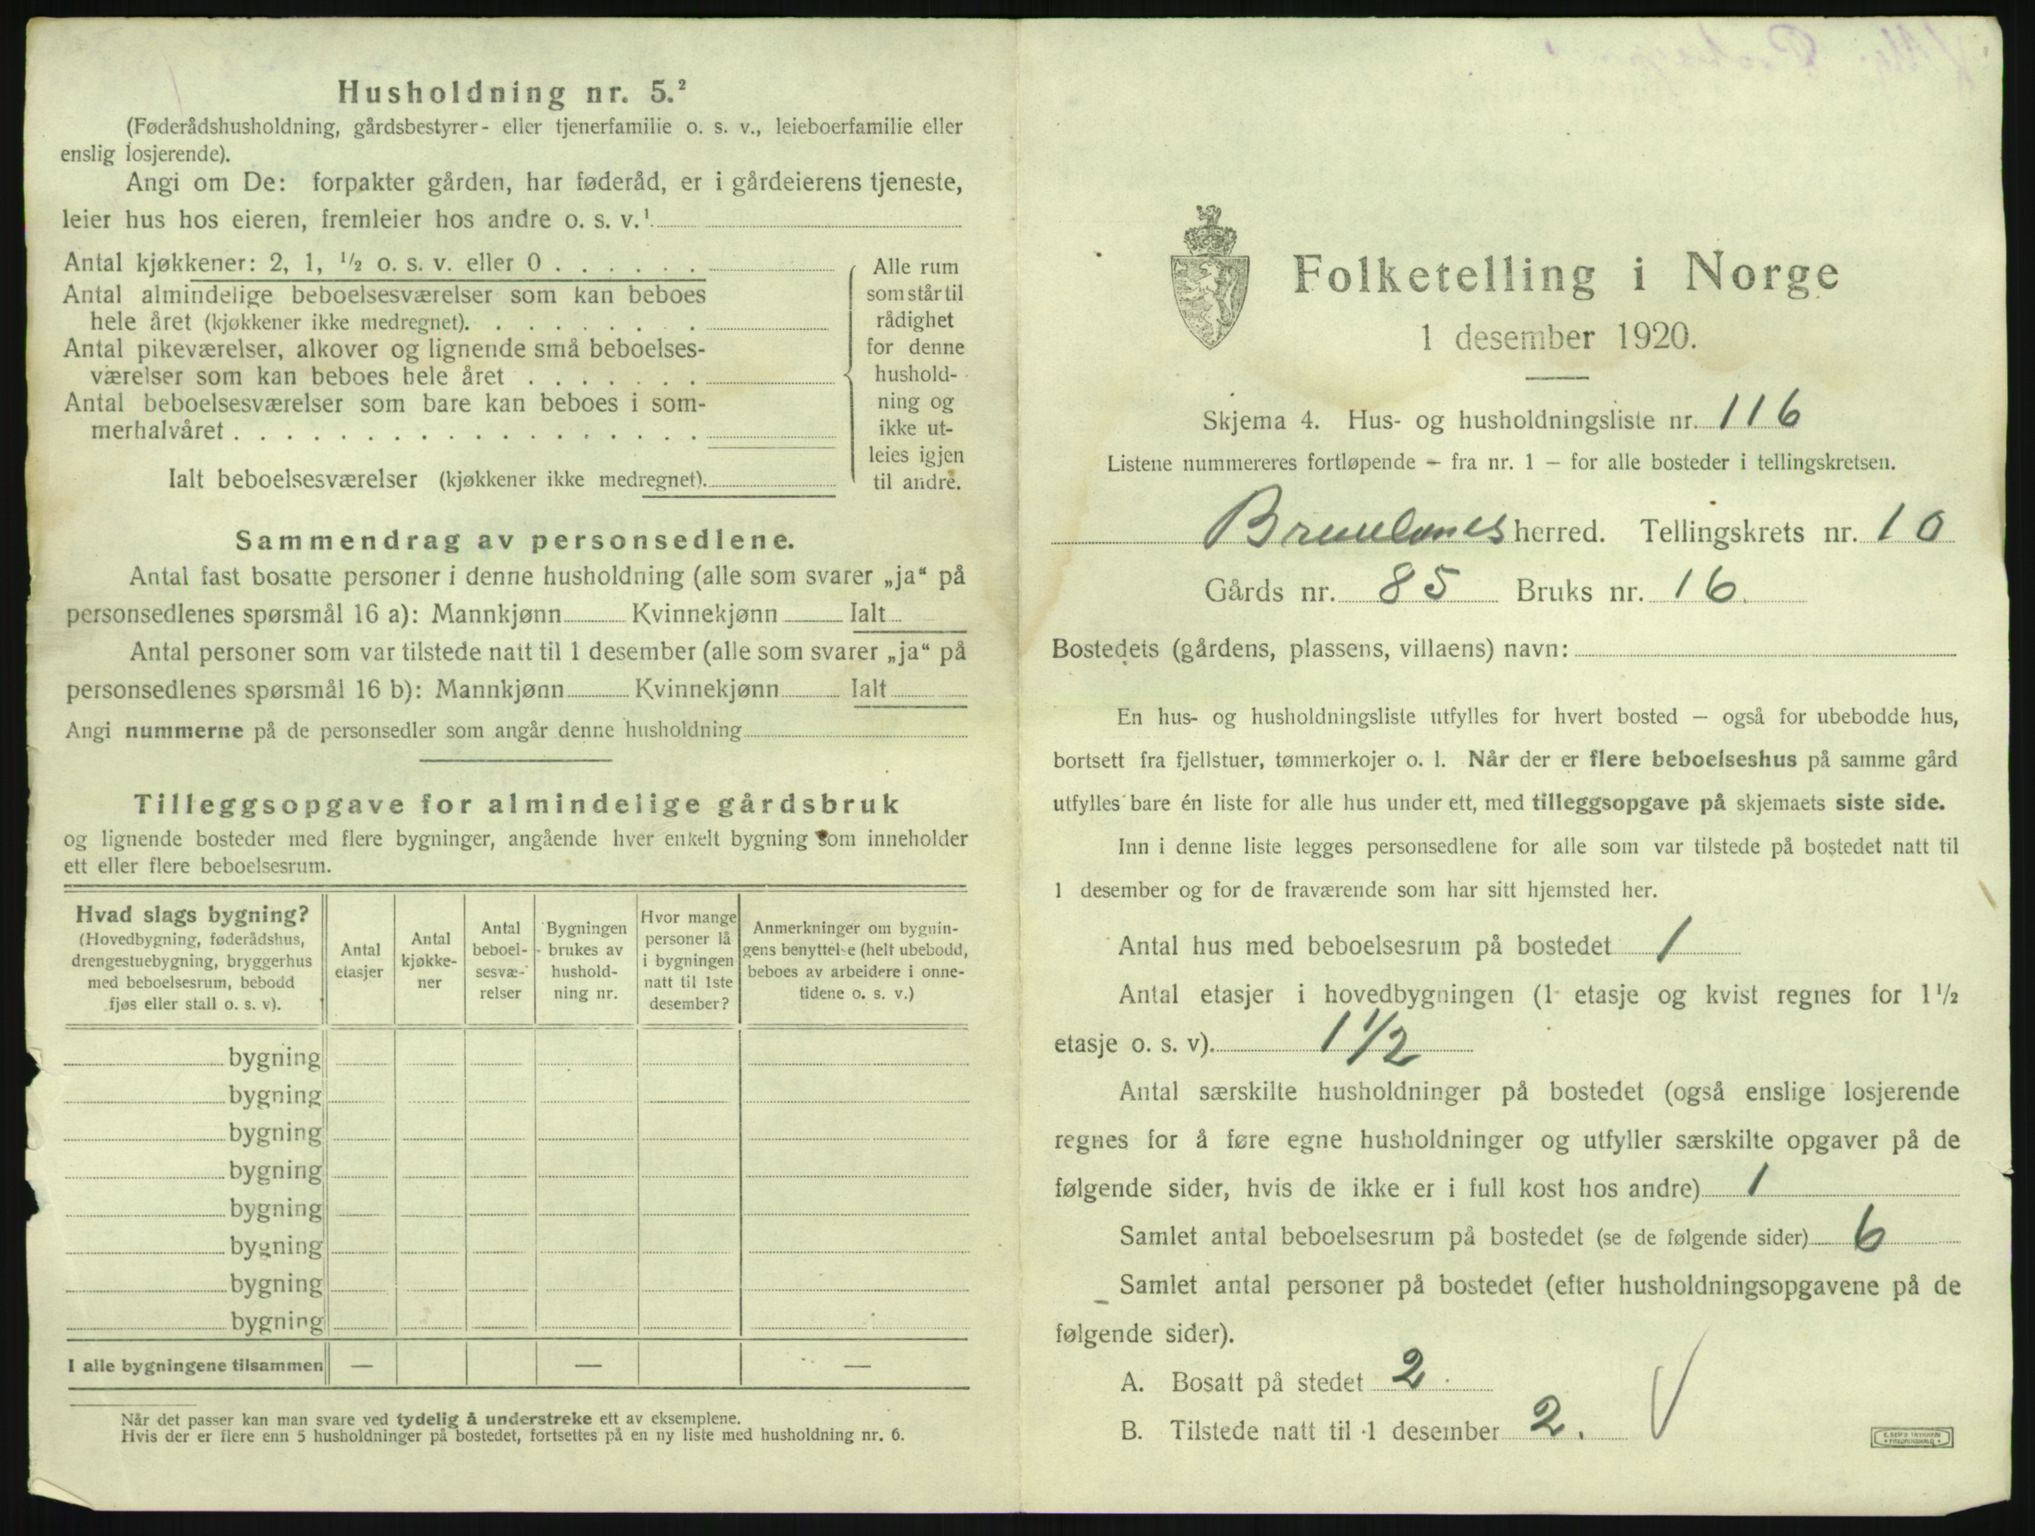 Husholdning nr. 5.²
(Føderådshusholdning, gårdsbestyrer- eller tjenerfamilie o. s. v., leieboerfamilie eller
enslig losjerende).
Angi om De: forpakter gården, har føderåd, er i gårdeierens tjeneste,
leier hus hos eieren, fremleier hos andre o. s. v.¹
Antal kjøkkener: 2, 1, ½ o. s. v. eller 0
Antal almindelige beboelsesværelser som kan beboes
hele året (kjøkkener ikke medregnet).
Antal pikeværelser, alkover og lignende små beboelses-
værelser som kan beboes hele året
Antal beboelsesværelser som bare kan beboes i som-
merhalvåret
Ialt beboelsesværelser (kjøkkener ikke medregnet).
Alle rum
som står til
rådighet
for denne
hushold-
ning og
ikke ut-
leies igjen
til andre.
Sammendrag av personsedlene.
Antal fast bosatte personer i denne husholdning (alle som svarer „ja“ på
personsedlenes spørsmål 16 a): Mannkjønn Kvinnekjønn Ialt
Antal personer som var tilstede natt til 1 desember (alle som svarer „ja“ på
personsedlenes spørsmål 16 b): Mannkjønn Kvinnekjønn Ialt
Angi nummerne på de personsedler som angår denne husholdning
Tilleggsopgave for almindelige gårdsbruk
og lignende bosteder med flere bygninger, angående hver enkelt bygning som inneholder
ett eller flere beboelsesrum.
Hvad slags bygning?
(Hovedbygning, føderådshus,
drengestuebygning, bryggerhus
med beboelsesrum, bebodd
fjøs eller stall o. s. v).
Antal
etasjer
Antal
kjøkke-
ner
Antal
beboel-
sesvæ-
relser
Bygningen
brukes av
hushold-
ning nr.
Hvor mange
personer lå
i bygningen
natt til 1ste
desember?
Anmerkninger om bygnin-
gens benyttelse (helt ubebodd,
beboes av arbeidere i onne-
tidene o. s. v.)
bygning
bygning
bygning
bygning
bygning
bygning
bygning
bygning
I alle bygningene tilsammen — — —
Når det passer kan man svare ved tydelig å understreke ett av eksemplene.
Hvis der er flere enn 5 husholdninger på bostedet, fortsettes på en ny liste med husholdning nr. 6.
Folketelling i Norge
1 desember 1920.
Skjema 4. Hus- og husholdningsliste nr. 116
Listene nummereres fortløpende – fra nr. 1 – for alle bosteder i tellingskretsen.
Brunlanes herred. Tellingskrets nr. 10
Gårds nr. 85 Bruks nr. 16.
Bostedets (gårdens, plassens, villaens) navn:
En hus- og husholdningsliste utfylles for hvert bosted – også for ubebodde hus,
bortsett fra fjellstuer, tømmerkojer o. l. Når der er flere beboelseshus på samme gård
utfylles bare én liste for alle hus under ett, med tilleggsopgave på skjemaets siste side.
Inn i denne liste legges personsedlene for alle som var tilstede på bostedet natt til
1 desember og for de fraværende som har sitt hjemsted her.
Antal hus med beboelsesrum på bostedet 1
Antal etasjer i hovedbygningen (1 etasje og kvist regnes for 1½
etasje o. s. v). 1½
Antal særskilte husholdninger på bostedet (også enslige losjerende
regnes for å føre egne husholdninger og utfyller særskilte opgaver på de
følgende sider, hvis de ikke er i full kost hos andre) 1
Samlet antal beboelsesrum på bostedet (se de følgende sider) 6
Samlet antal personer på bostedet (efter husholdningsopgavene på de
følgende sider).
A. Bosatt på stedet 2.
B. Tilstede natt til 1 desember 2.